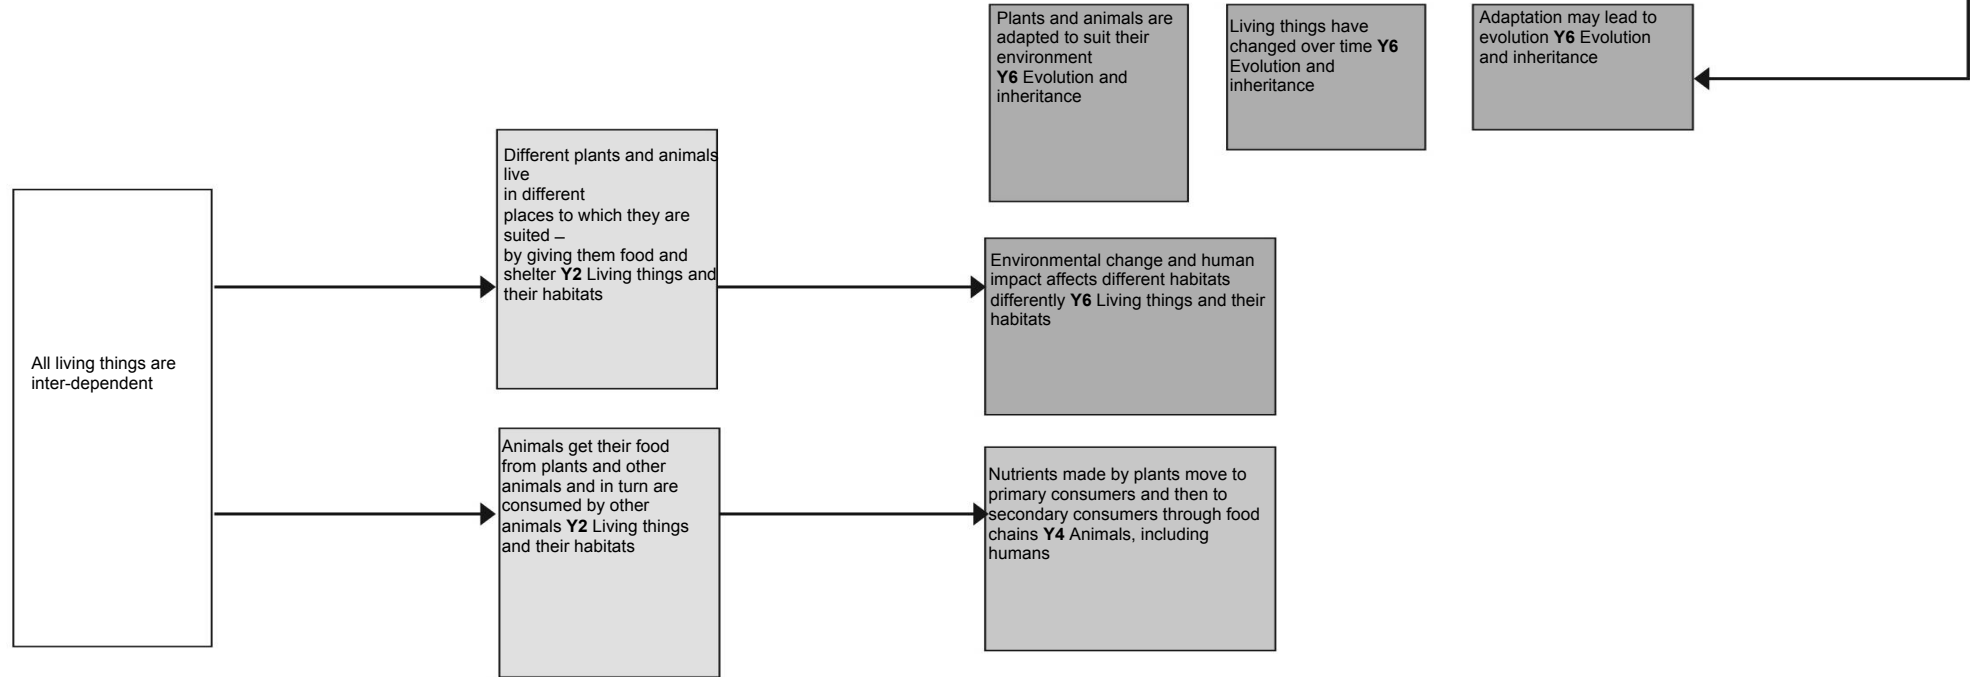 Plants and animals are
adapted to suit their
environment
Y6 Evolution and
inheritance
Living things have
changed over time Y6
Evolution and
inheritance
Adaptation may lead to
evolution Y6 Evolution
and inheritance
Different plants and animals
live
in different
places to which they are
suited –
by giving them food and
shelter Y2 Living things and
their habitats
Environmental change and human
impact affects different habitats
differently Y6 Living things and their
habitats
All living things are
inter-dependent
Animals get their food
from plants and other
animals and in turn are
consumed by other
animals Y2 Living things
and their habitats
Nutrients made by plants move to
primary consumers and then to
secondary consumers through food
chains Y4 Animals, including
humans